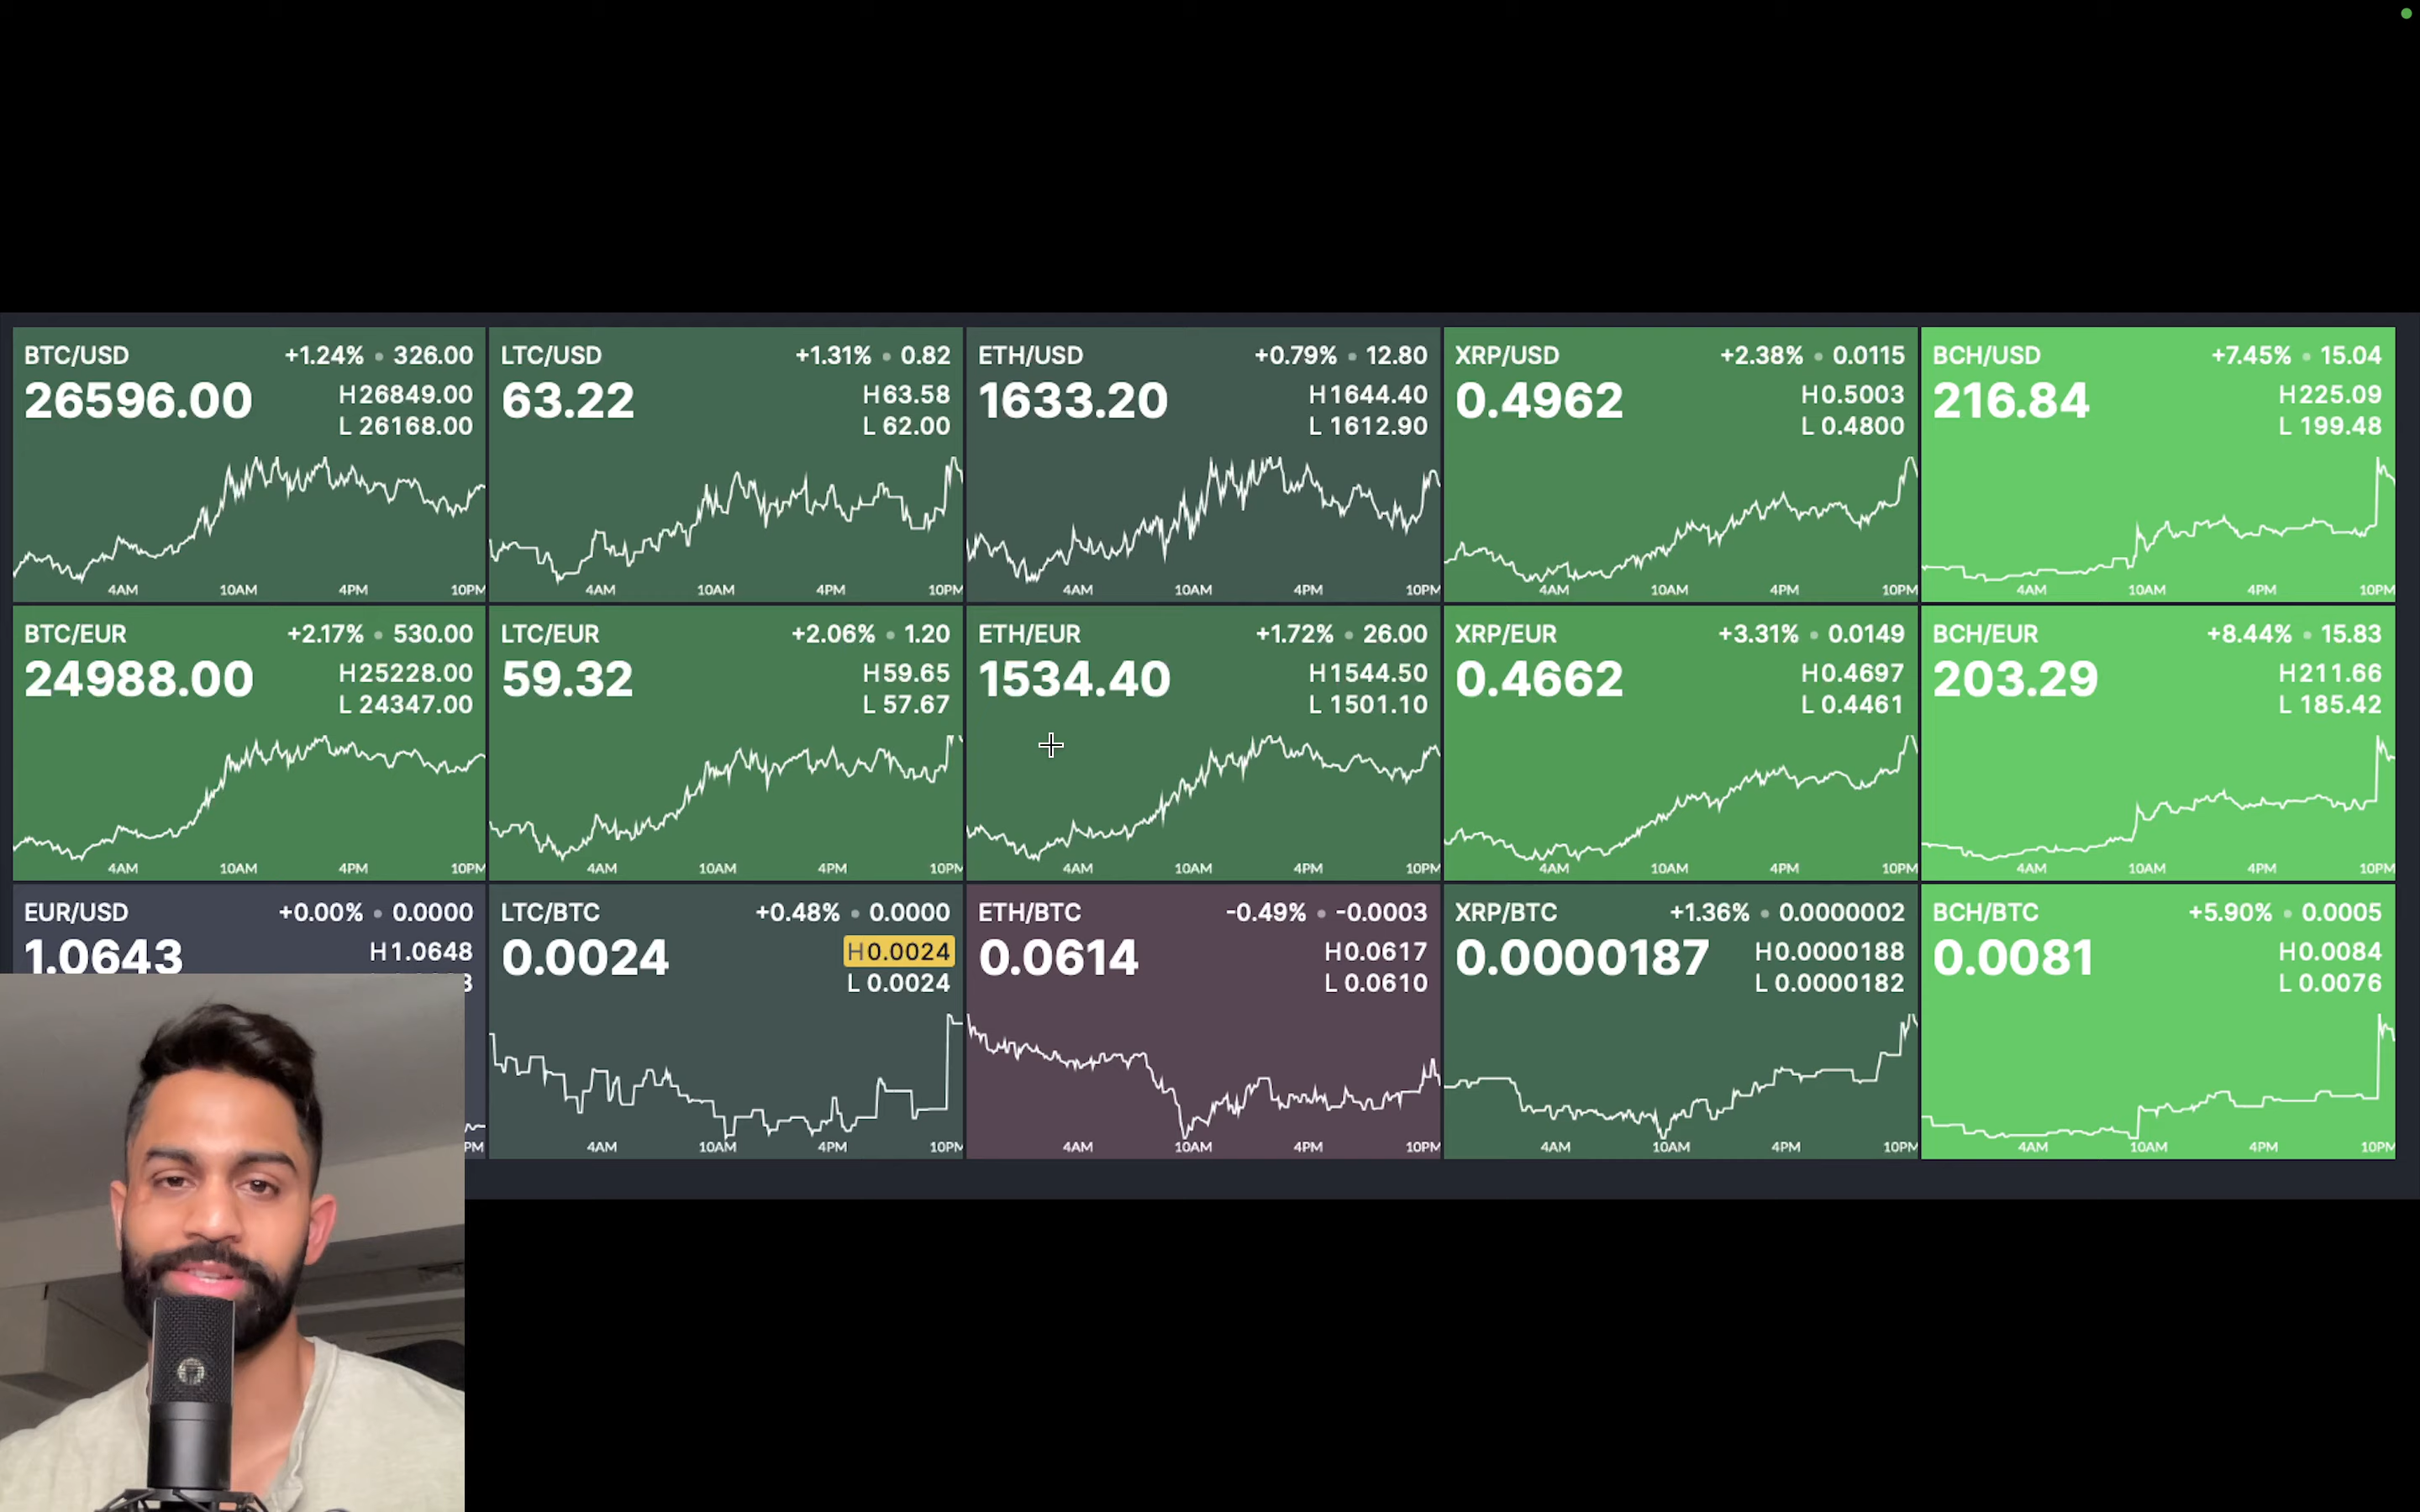 BTC/USD +1.24% • 326.00
26596.00 H26849.00
L 26168.00
4AM 10AM 4PM 10PM
LTC/USD +1.31% • 0.82
63.22 H63.58
L 62.00
4AM 10AM 4PM 10PM
ETH/USD +0.79% • 12.80
1633.20 H1644.40
L 1612.90
4AM 10AM 4PM 10PM
XRP/USD +2.38% • 0.0115
0.4962 H0.5003
L 0.4800
4AM 10AM 4PM 10PM
BCH/USD +7.45% • 15.04
216.84 H225.09
L 199.48
4AM 10AM 4PM 10PM
BTC/EUR +2.17% • 530.00
24988.00 H25228.00
L 24347.00
4AM 10AM 4PM 10PM
LTC/EUR +2.06% • 1.20
59.32 H59.65
L 57.67
4AM 10AM 4PM 10PM
ETH/EUR +1.72% • 26.00
1534.40 H1544.50
L 1501.10
4AM 10AM 4PM 10PM
XRP/EUR +3.31% • 0.0149
0.4662 H0.4697
L 0.4461
4AM 10AM 4PM 10PM
BCH/EUR +8.44% • 15.83
203.29 H211.66
L 185.42
4AM 10AM 4PM 10PM
EUR/USD +0.00% • 0.0000
1.0643 H1.0648
PM
LTC/BTC +0.48% • 0.0000
0.0024 H0.0024
L 0.0024
4AM 10AM 4PM 10PM
ETH/BTC -0.49% • -0.0003
0.0614 H0.0617
L 0.0610
4AM 10AM 4PM 10PM
XRP/BTC +1.36% • 0.0000002
0.0000187 H0.0000188
L 0.0000182
4AM 10AM 4PM 10PM
BCH/BTC +5.90% • 0.0005
0.0081 H0.0084
L 0.0076
4AM 10AM 4PM 10PM